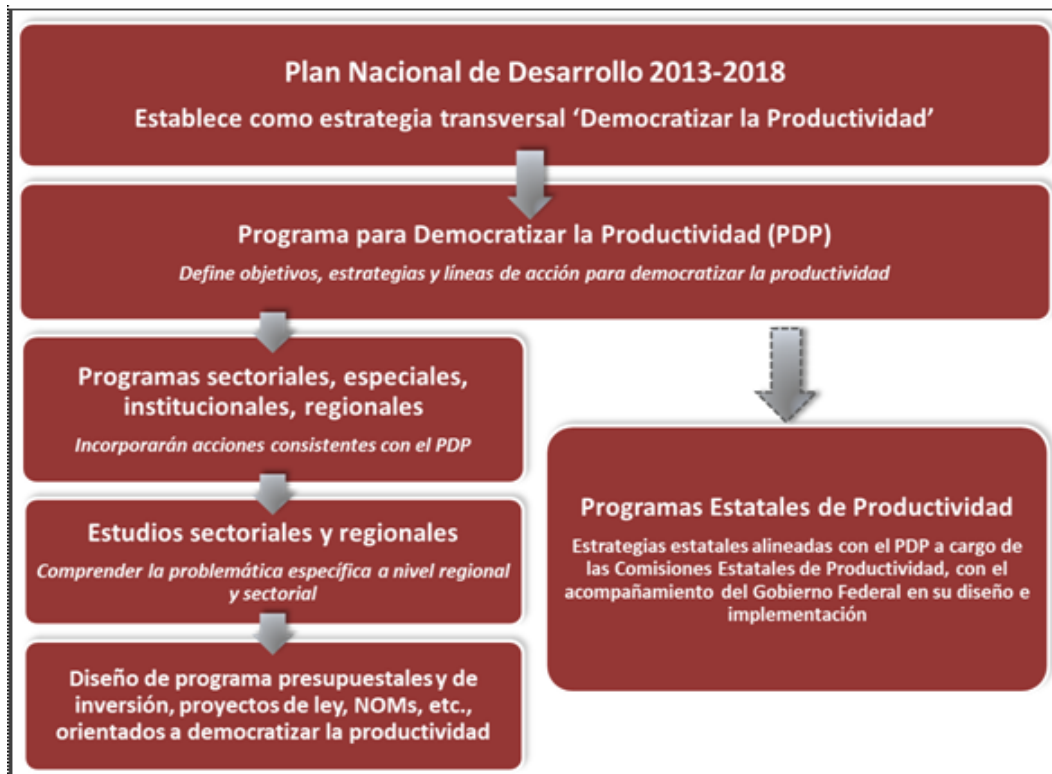 Plan Nacional de Desarrollo 2013-2018
Establece como estrategia transversal ‘Democratizar la Productividad’
Programa para Democratizar la Productividad (PDP)
Define objetivos, estrategias y líneas de acción para democratizar la productividad
Programas sectoriales, especiales,
institucionales, regionales
Incorporarán acciones consistentes con el PDP
Estudios sectoriales y regionales
Comprender la problemática específica a nivel regional
y sectorial
Diseño de programa presupuestales y de
inversión, proyectos de ley, NOMs, etc.,
orientados a democratizar la productividad
Programas Estatales de Productividad
Estrategias estatales alineadas con el PDP a cargo de
las Comisiones Estatales de Productividad, con el
acompañamiento del Gobierno Federal en su diseño e
implementación